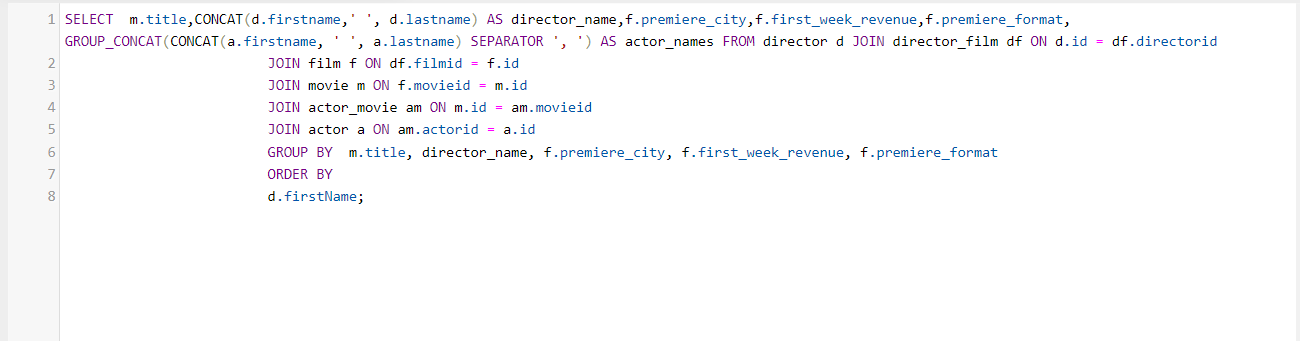 1 SELECT  m.title,CONCAT(d.firstname,' ', d.lastname) AS director_name,f.premiere_city,f.first_week_revenue,f.premiere_format,
GROUP_CONCAT(CONCAT(a.firstname, ' ', a.lastname) SEPARATOR ', ') AS actor_names FROM director d JOIN director_film df ON d.id = df.directorid
2 JOIN film f ON df.filmid = f.id
3 JOIN movie m ON f.movieid = m.id
4 JOIN actor_movie am ON m.id = am.movieid
5 JOIN actor a ON am.actorid = a.id
6 GROUP BY  m.title, director_name, f.premiere_city, f.first_week_revenue, f.premiere_format
7 ORDER BY
8 d.firstName;